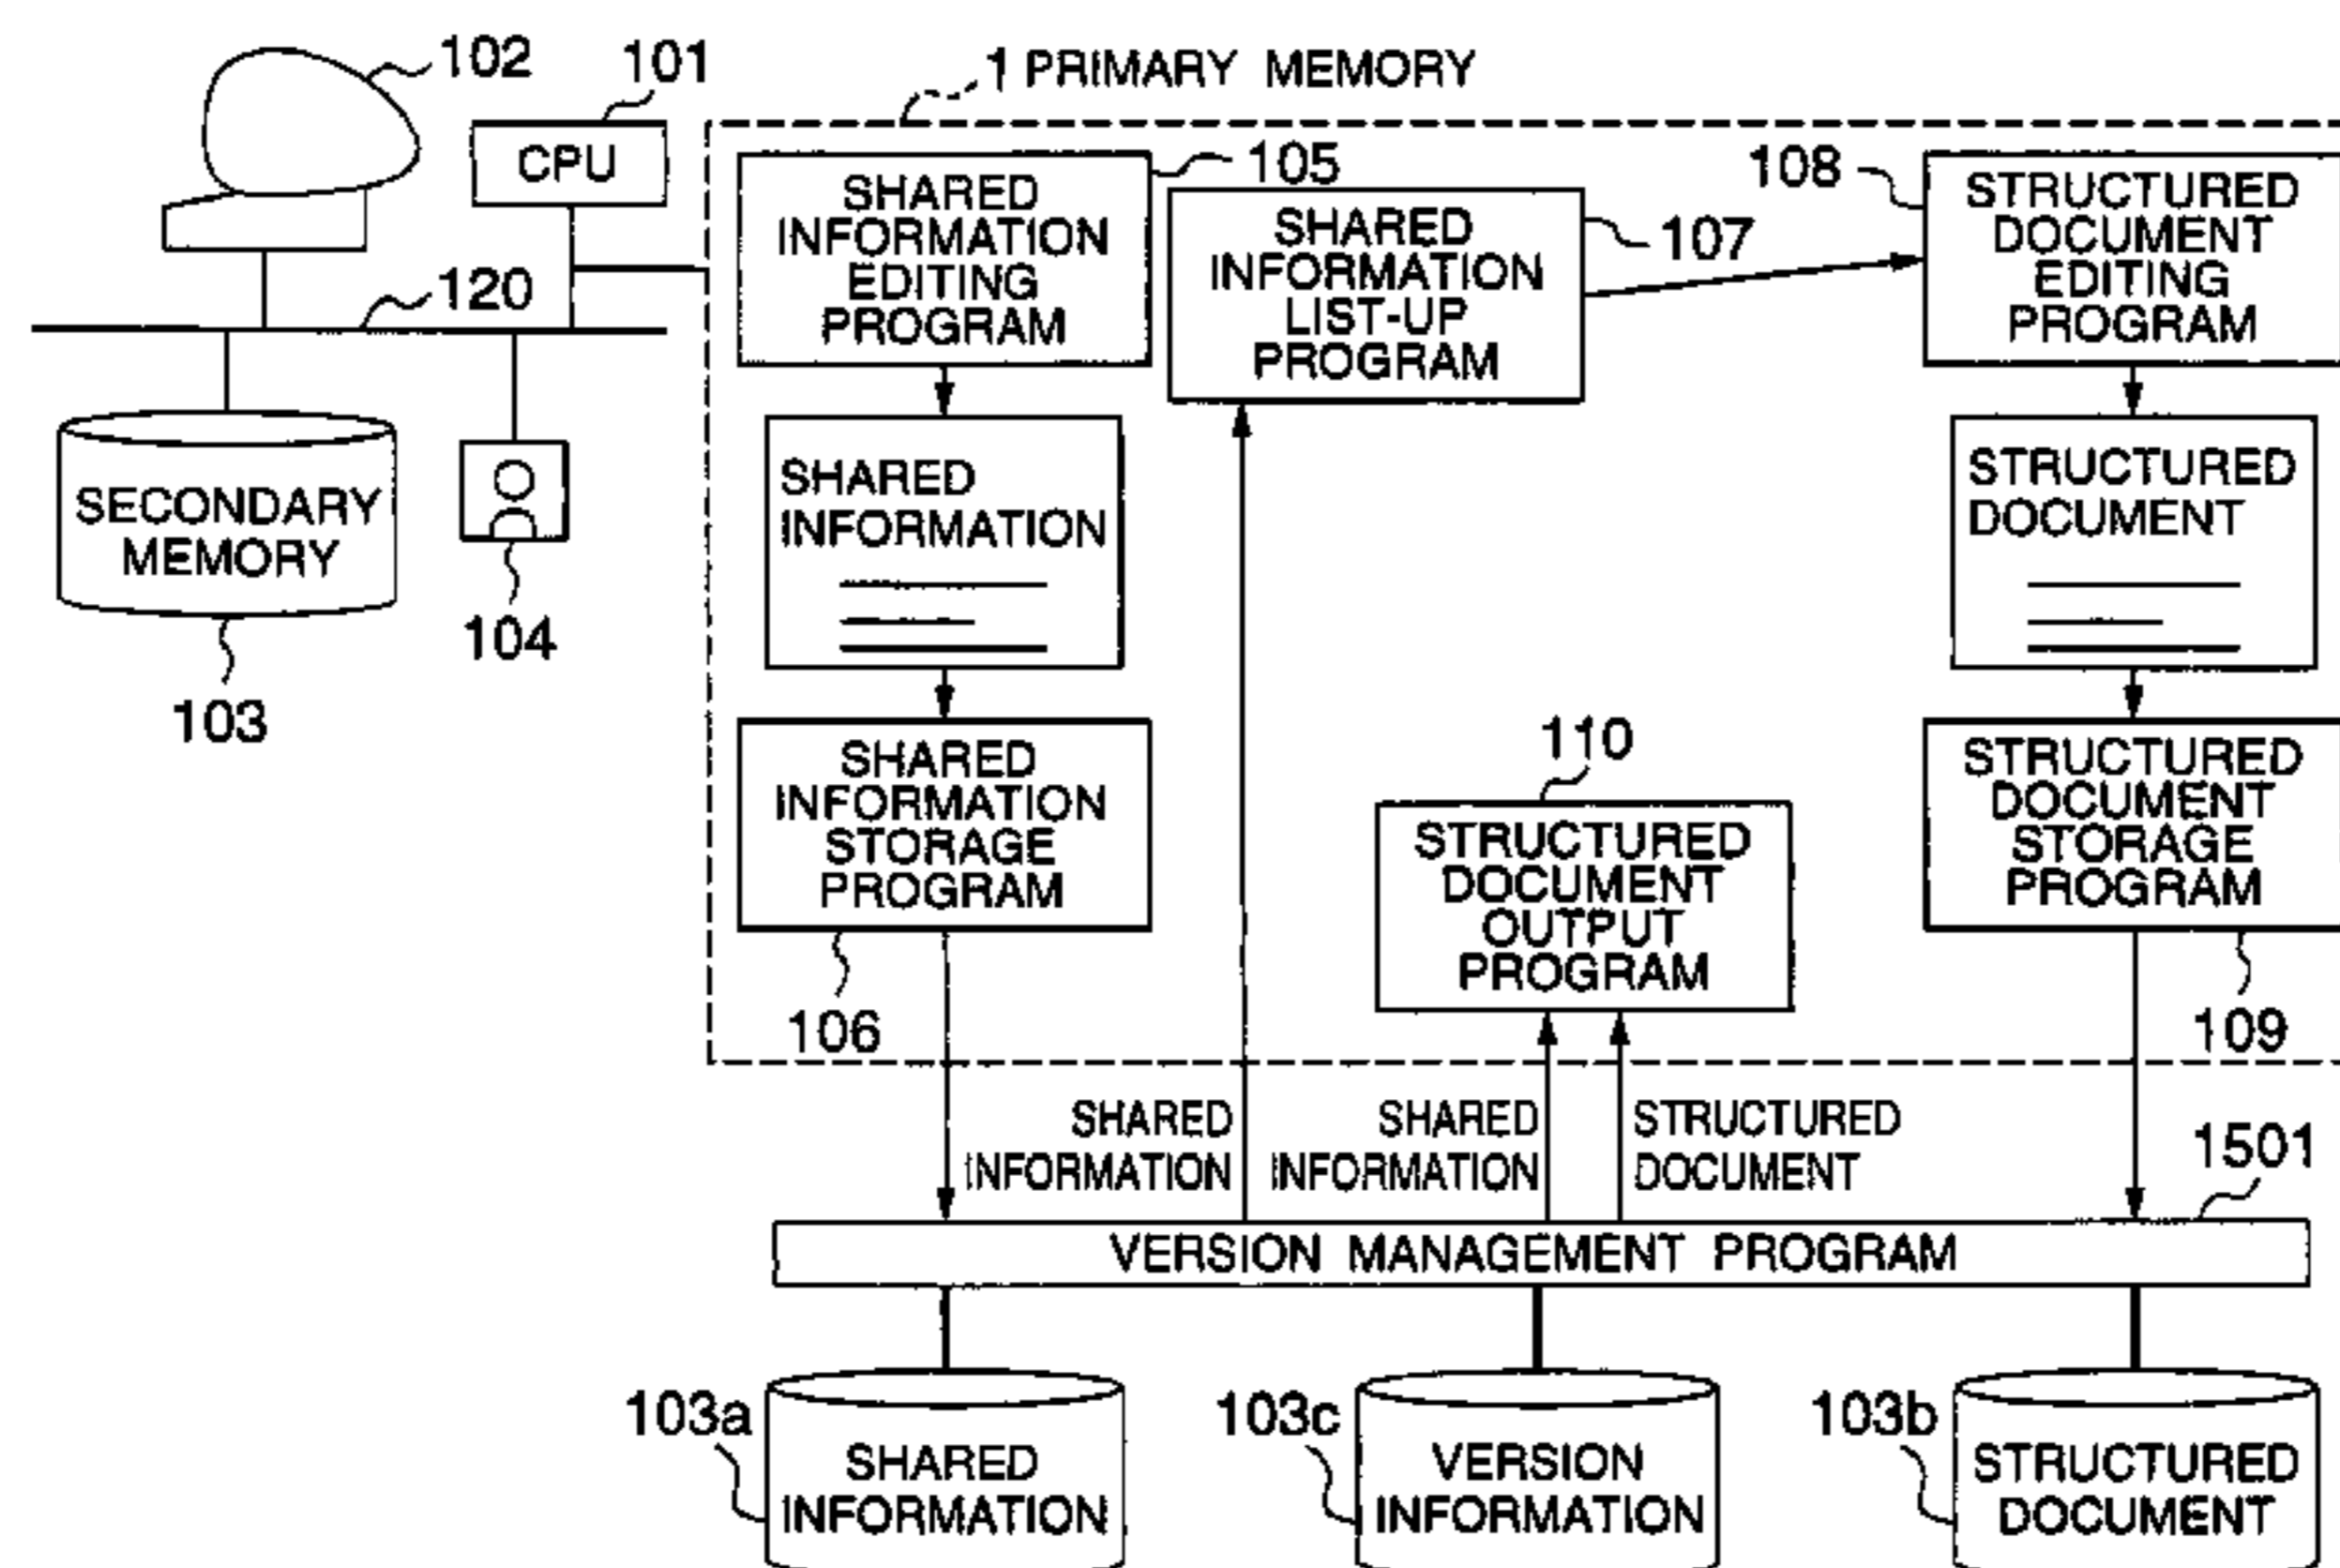 102
101
1 PRIMARY MEMORY
CPU
105
SHARED
INFORMATION
EDITING
PROGRAM
107
SHARED
INFORMATION
LIST-UP
PROGRAM
108
STRUCTURED
DOCUMENT
EDITING
PROGRAM
120
SECONDARY
MEMORY
103
104
SHARED
INFORMATION
STRUCTURED
DOCUMENT
SHARED
INFORMATION
STORAGE
PROGRAM
106
110
STRUCTURED
DOCUMENT
OUTPUT
PROGRAM
STRUCTURED
DOCUMENT
STORAGE
PROGRAM
109
SHARED
INFORMATION
SHARED
INFORMATION
STRUCTURED
DOCUMENT
1501
VERSION MANAGEMENT PROGRAM
103a
SHARED
INFORMATION
103c
VERSION
INFORMATION
103b
STRUCTURED
DOCUMENT